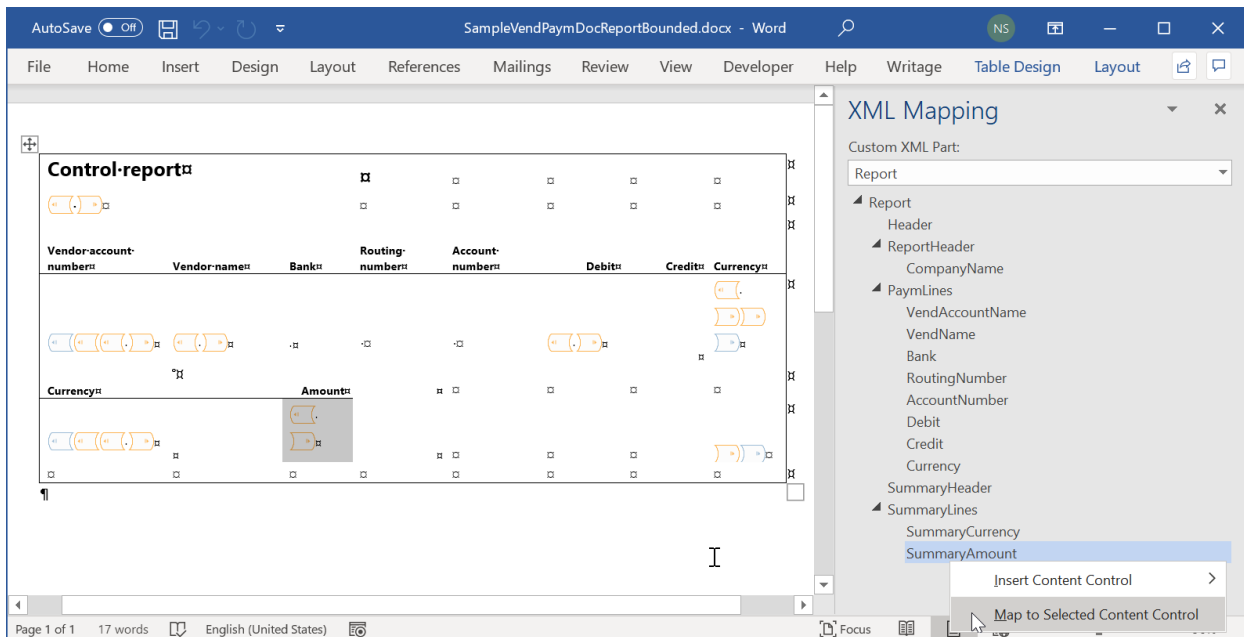 AutoSave Off SampleVendPaymDocReportBounded.docx - Word NS
File Home Insert Design Layout References Mailings Review View Developer Help Writage Table Design Layout
XML Mapping
Custom XML Part:
Report
Report
Header
ReportHeader
CompanyName
PaymLines
VendAccountName
VendName
Bank
RoutingNumber
AccountNumber
Debit
Credit
Currency
SummaryHeader
SummaryLines
SummaryCurrency
SummaryAmount
Insert Content Control
Map to Selected Content Control
Control·report¤
Vendor·account· Routing· Account·
number¤ Vendor·name¤ Bank¤ number¤ number¤ Debit¤ Credit¤ Currency¤
Currency¤ Amount¤
Page 1 of 1 17 words English (United States) Focus